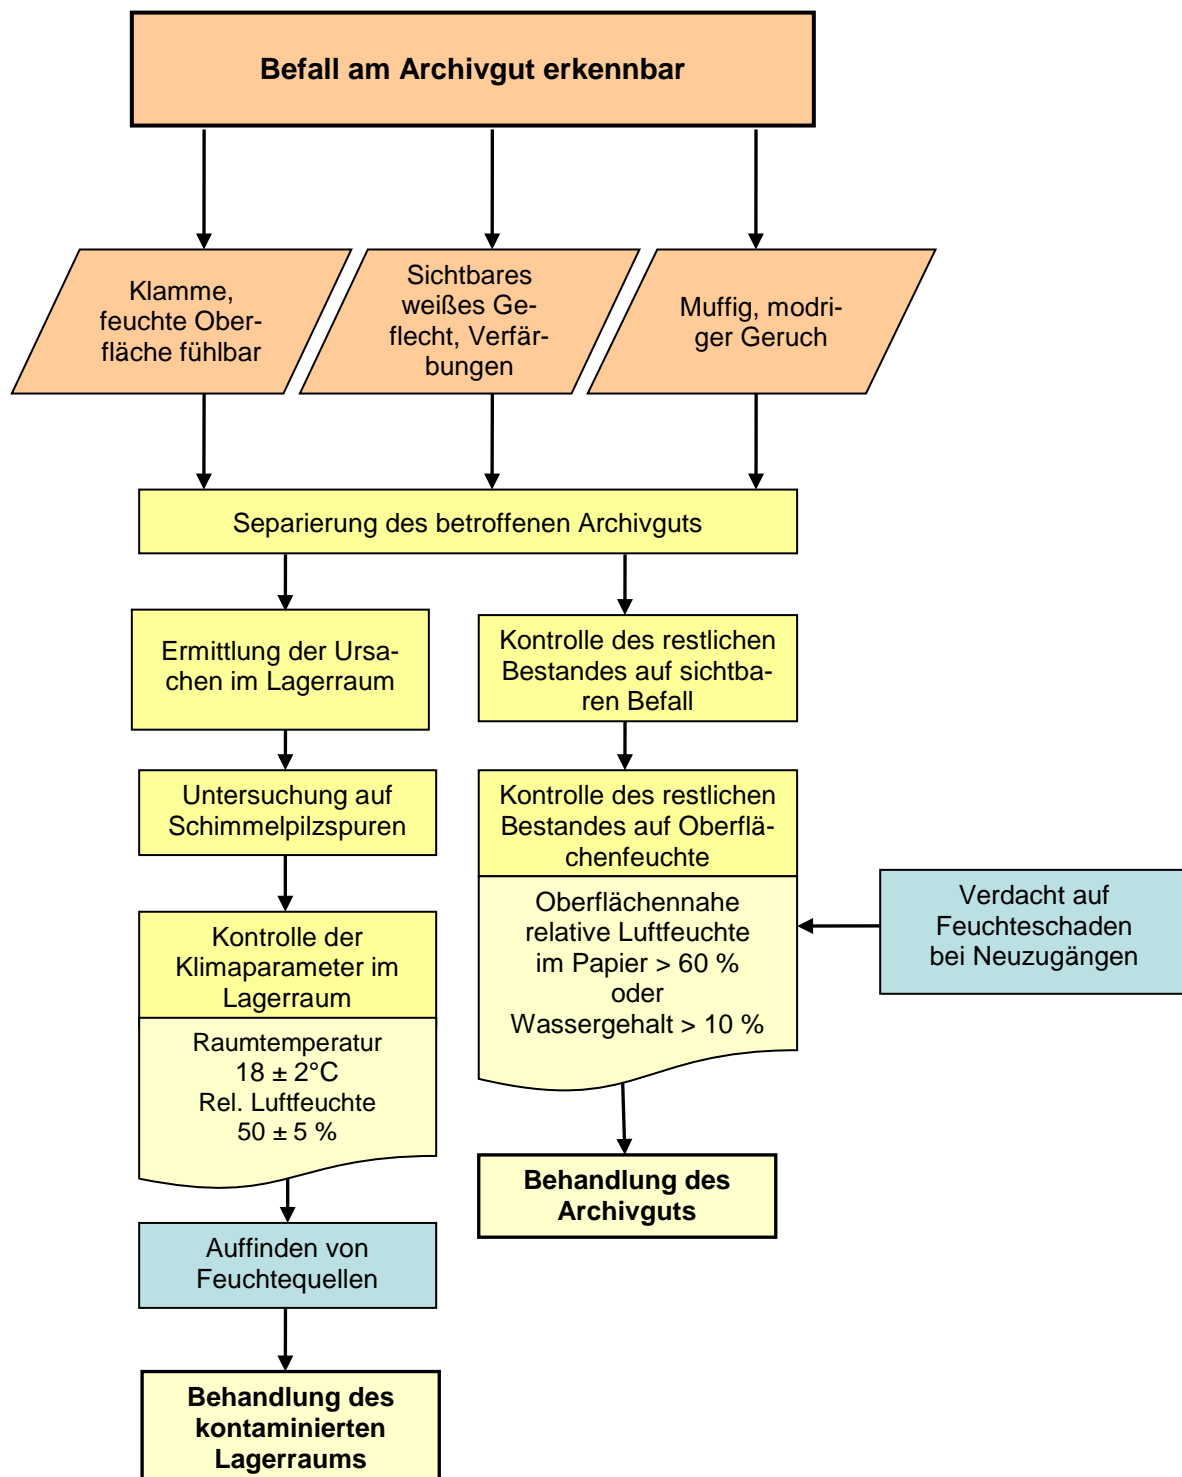 Befall am Archivgut erkennbar
Klamme,
feuchte Ober-
fläche fühlbar
Sichtbares
weißes Ge-
flecht, Verfär-
bungen
Muffig, modri-
ger Geruch
Separierung des betroffenen Archivguts
Ermittlung der Ursa-
chen im Lagerraum
Untersuchung auf
Schimmelpilzspuren
Kontrolle der
Klimaparameter im
Lagerraum
Raumtemperatur
18 ± 2°C
Rel. Luftfeuchte
50 ± 5 %
Auffinden von
Feuchtequellen
Behandlung des
kontaminierten
Lagerraums
Kontrolle des restlichen
Bestandes auf sichtba-
ren Befall
Kontrolle des restlichen
Bestandes auf Oberflä-
chenfeuchte
Oberflächennahe
relative Luftfeuchte
im Papier > 60 %
oder
Wassergehalt > 10 %
Verdacht auf
Feuchteschaden
bei Neuzugängen
Behandlung des
Archivguts